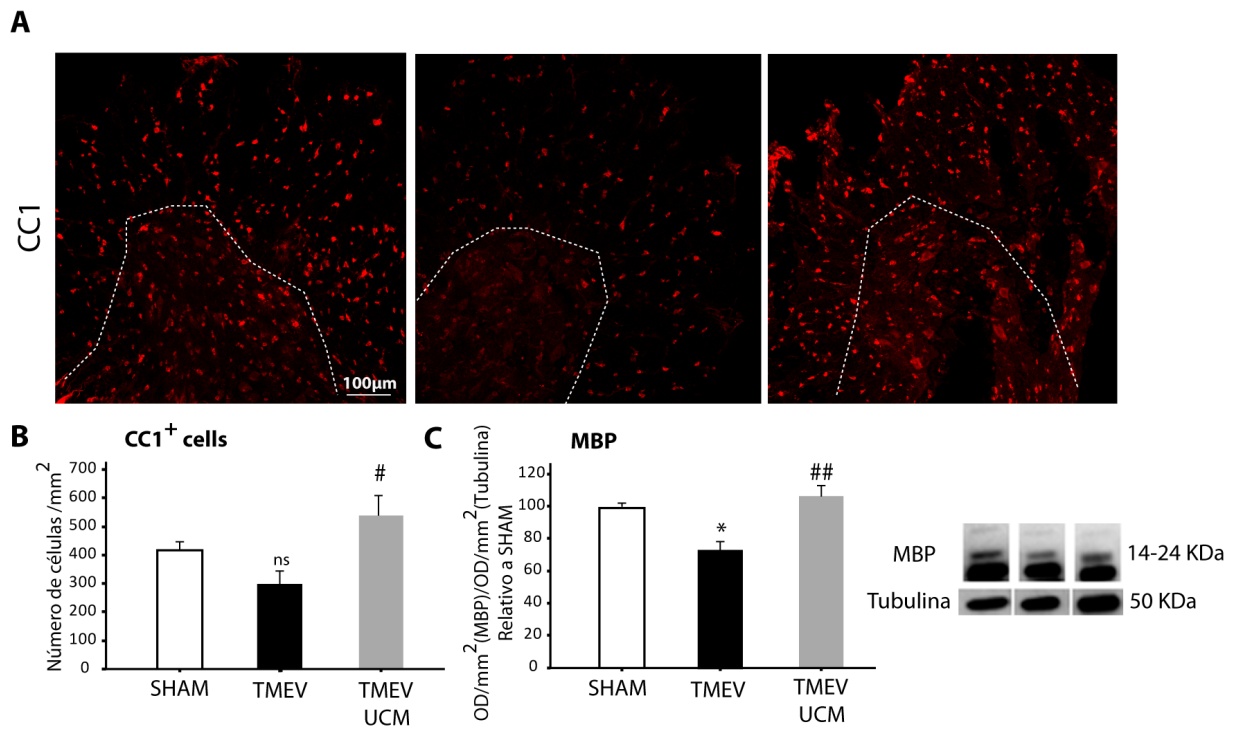 A
CC1
100µm
B
CC1+ cells
Número de células /mm2
700
600
500
400
300
200
100
0
ns
#
SHAM
TMEV
TMEV
UCM
C
MBP
OD/mm2(MBP)/OD/mm2(Tubulina)
Relativo a SHAM
120
100
80
60
40
20
0
*
##
SHAM
TMEV
TMEV
UCM
MBP
14-24 KDa
Tubulina
50 KDa